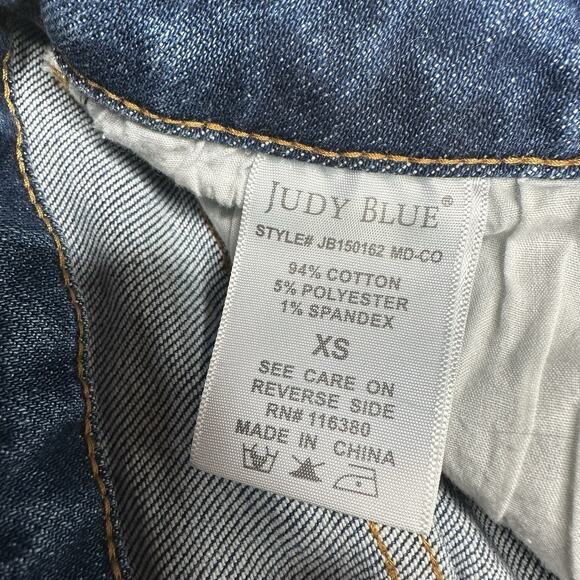 JUDY BLUE®
STYLE# JB150162 MD-CO
94% COTTON
5% POLYESTER
1% SPANDEX
XS
SEE CARE ON
REVERSE SIDE
RN# 116380
MADE IN CHINA